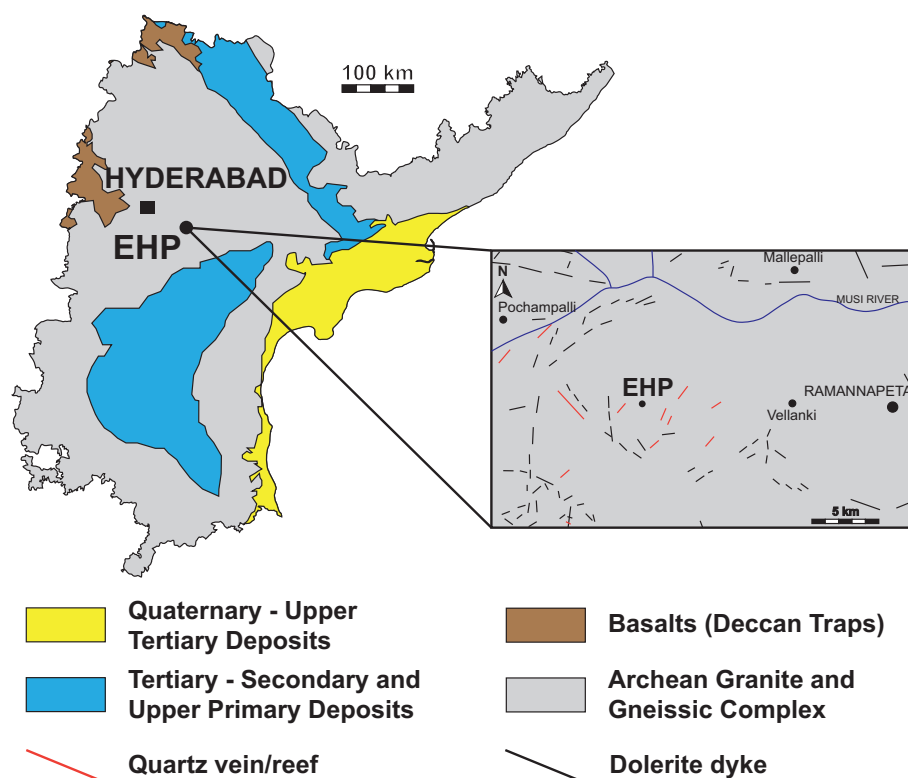 100 km
HYDERABAD
EHP
N
Mallepalli
MUSI RIVER
Pochampalli
EHP
RAMANNAPETA
Vellanki
5 km
Quaternary - Upper
Tertiary Deposits
Basalts (Deccan Traps)
Tertiary - Secondary and
Upper Primary Deposits
Archean Granite and
Gneissic Complex
Quartz vein/reef
Dolerite dyke